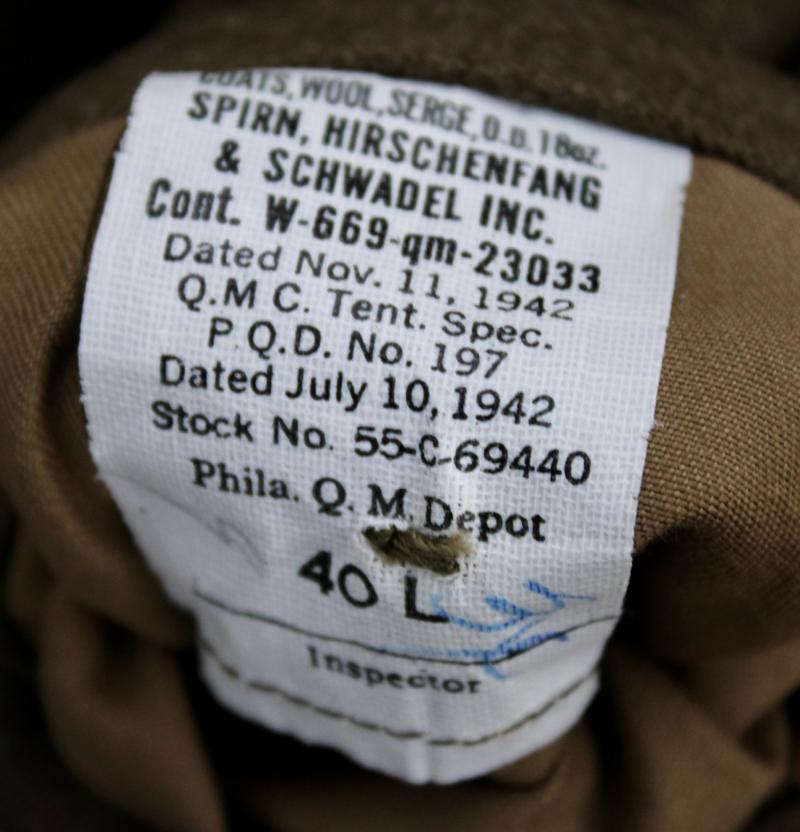 COATS, WOOL, SERGE, O.D. 18oz.
SPIRN, HIRSCHENFANG
& SCHWADEL INC.
Cont. W-669-qm-23033
Dated Nov. 11, 1942
Q.M C. Tent. Spec.
P.Q.D. No. 197
Dated July 10, 1942
Stock No. 55-C-69440
Phila. Q. M. Depot
40 L
Inspector